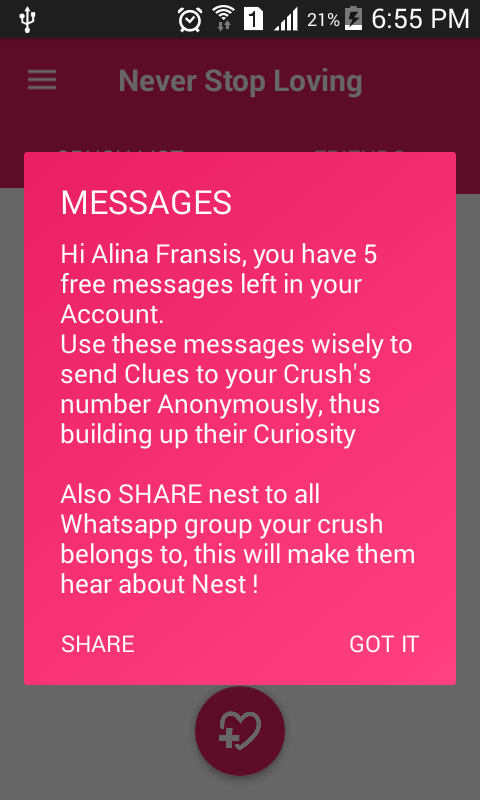 1 21% 6:55 PM
Never Stop Loving
CRUSH LIST FRIENDS
MESSAGES
Hi Alina Fransis, you have 5
free messages left in your
Account.
Use these messages wisely to
send Clues to your Crush's
number Anonymously, thus
building up their Curiosity
Also SHARE nest to all
Whatsapp group your crush
belongs to, this will make them
hear about Nest !
SHARE GOT IT